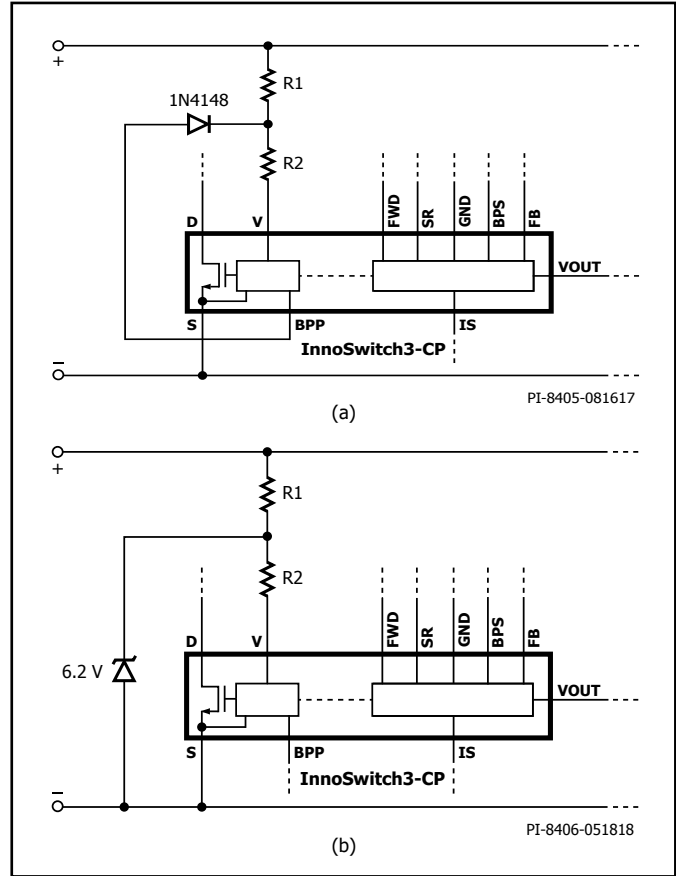 +
R1
1N4148
R2
D
V
FWD
SR
GND
BPS
FB
VOUT
S
BPP
IS
InnoSwitch3-CP
–
PI-8405-081617
(a)
+
R1
R2
D
V
FWD
SR
GND
BPS
FB
6.2 V
VOUT
S
BPP
IS
InnoSwitch3-CP
–
PI-8406-051818
(b)